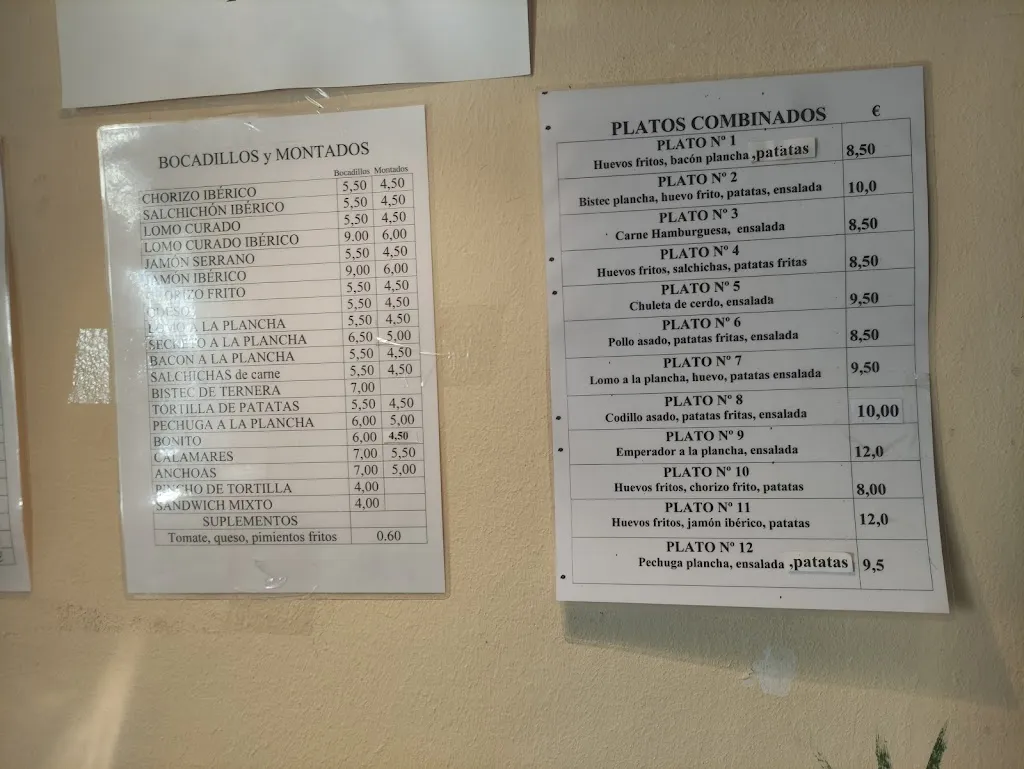 BOCADILLOS y MONTADOS
Bocadillos Montados
CHORIZO IBÉRICO 5,50 4,50
SALCHICHÓN IBÉRICO 5,50 4,50
LOMO CURADO 5,50 4,50
LOMO CURADO IBÉRICO 9.00 6,00
JAMÓN SERRANO 5,50 4,50
JAMÓN IBÉRICO 9,00 6,00
CHORIZO FRITO 5,50 4,50
5,50 4,50
LOMO A LA PLANCHA 5,50 4,50
SECRETO A LA PLANCHA 6,50 5,00
BACON A LA PLANCHA 5,50 4,50
SALCHICHAS de carne 5,50 4,50
BISTEC DE TERNERA 7,00
TORTILLA DE PATATAS 5,50 4,50
PECHUGA A LA PLANCHA 6,00 5,00
BONITO 6,00 4,50
CALAMARES 7,00 5,50
ANCHOAS 7,00 5,00
PINCHO DE TORTILLA 4,00
SANDWICH MIXTO 4,00
SUPLEMENTOS
Tomate, queso, pimientos fritos 0.60
PLATOS COMBINADOS €
PLATO Nº 1
Huevos fritos, bacón plancha ,patatas 8,50
PLATO Nº 2
Bistec plancha, huevo frito, patatas, ensalada 10,0
PLATO Nº 3
Carne Hamburguesa, ensalada 8,50
PLATO Nº 4
Huevos fritos, salchichas, patatas fritas 8,50
PLATO Nº 5
Chuleta de cerdo, ensalada 9,50
PLATO Nº 6
Pollo asado, patatas fritas, ensalada 8,50
PLATO Nº 7
Lomo a la plancha, huevo, patatas ensalada 9,50
PLATO Nº 8
Codillo asado, patatas fritas, ensalada 10,00
PLATO Nº 9
Emperador a la plancha, ensalada 12,0
PLATO Nº 10
Huevos fritos, chorizo frito, patatas 8,00
PLATO Nº 11
Huevos fritos, jamón ibérico, patatas 12,0
PLATO Nº 12
Pechuga plancha, ensalada ,patatas 9,5